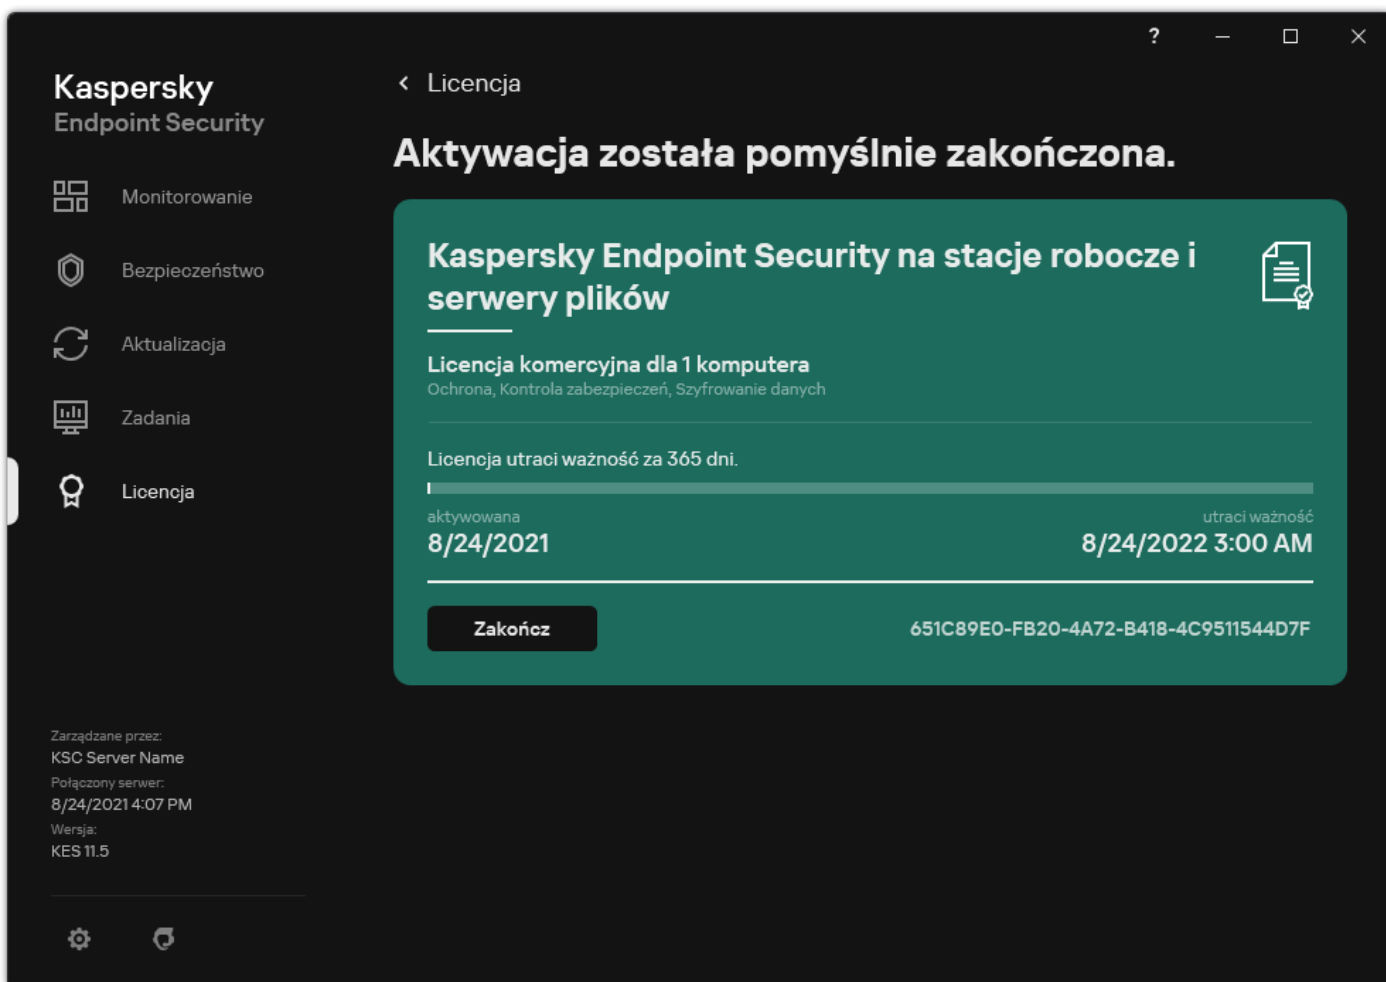 ?
Kaspersky
Endpoint Security
Monitorowanie
Bezpieczeństwo
Aktualizacja
Zadania
Licencja
Zarządzane przez:
KSC Server Name
Połączony serwer:
8/24/2021 4:07 PM
Wersja:
KES 11.5
Licencja
Aktywacja została pomyślnie zakończona.
Kaspersky Endpoint Security na stacje robocze i
serwery plików
Licencja komercyjna dla 1 komputera
Ochrona, Kontrola zabezpieczeń, Szyfrowanie danych
Licencja utraci ważność za 365 dni.
aktywowana
8/24/2021
utraci ważność
8/24/2022 3:00 AM
Zakończ
651C89E0-FB20-4A72-B418-4C9511544D7F